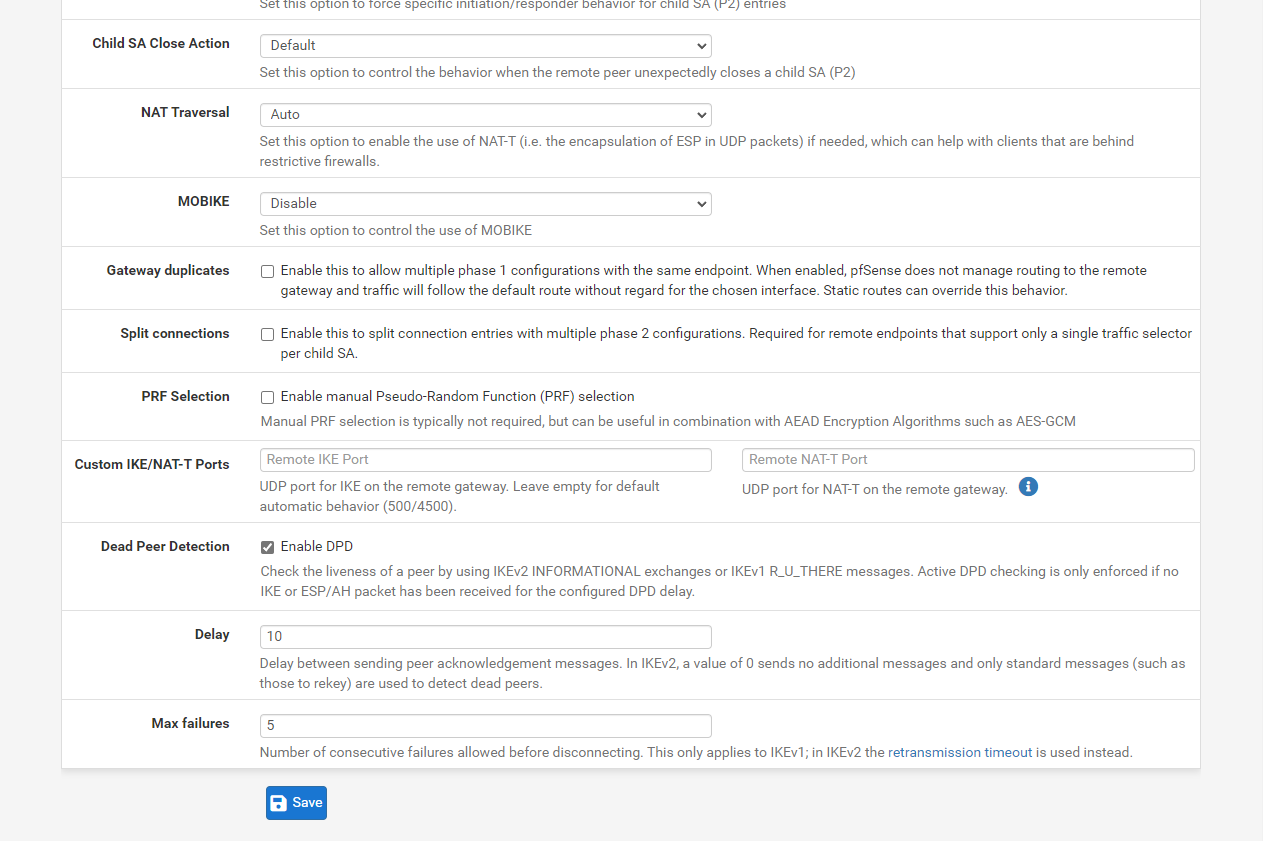 Set this option to force specific initiation/responder behavior for child SA (P2) entries
Child SA Close Action
Default
Set this option to control the behavior when the remote peer unexpectedly closes a child SA (P2)
NAT Traversal
Auto
Set this option to enable the use of NAT-T (i.e. the encapsulation of ESP in UDP packets) if needed, which can help with clients that are behind
restrictive firewalls.
MOBIKE
Disable
Set this option to control the use of MOBIKE
Gateway duplicates
Enable this to allow multiple phase 1 configurations with the same endpoint. When enabled, pfSense does not manage routing to the remote
gateway and traffic will follow the default route without regard for the chosen interface. Static routes can override this behavior.
Split connections
Enable this to split connection entries with multiple phase 2 configurations. Required for remote endpoints that support only a single traffic selector
per child SA.
PRF Selection
Enable manual Pseudo-Random Function (PRF) selection
Manual PRF selection is typically not required, but can be useful in combination with AEAD Encryption Algorithms such as AES-GCM
Custom IKE/NAT-T Ports
Remote IKE Port
UDP port for IKE on the remote gateway. Leave empty for default
automatic behavior (500/4500).
Remote NAT-T Port
UDP port for NAT-T on the remote gateway.
Dead Peer Detection
Enable DPD
Check the liveness of a peer by using IKEv2 INFORMATIONAL exchanges or IKEv1 R_U_THERE messages. Active DPD checking is only enforced if no
IKE or ESP/AH packet has been received for the configured DPD delay.
Delay
10
Delay between sending peer acknowledgement messages. In IKEv2, a value of 0 sends no additional messages and only standard messages (such as
those to rekey) are used to detect dead peers.
Max failures
5
Number of consecutive failures allowed before disconnecting. This only applies to IKEv1; in IKEv2 the retransmission timeout is used instead.
Save